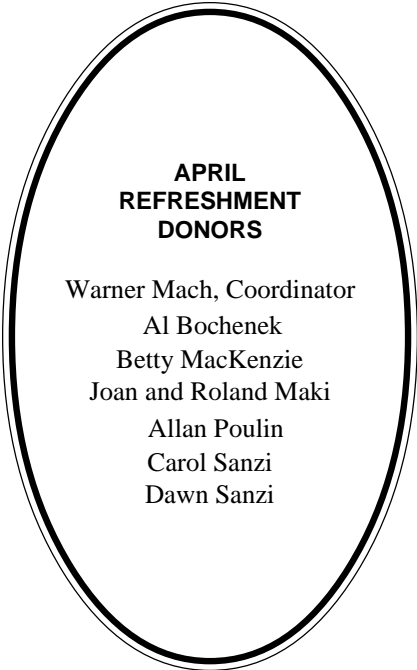 APRIL
REFRESHMENT
DONORS
Warner Mach, Coordinator
Al Bochenek
Betty MacKenzie
Joan and Roland Maki
Allan Poulin
Carol Sanzi
Dawn Sanzi